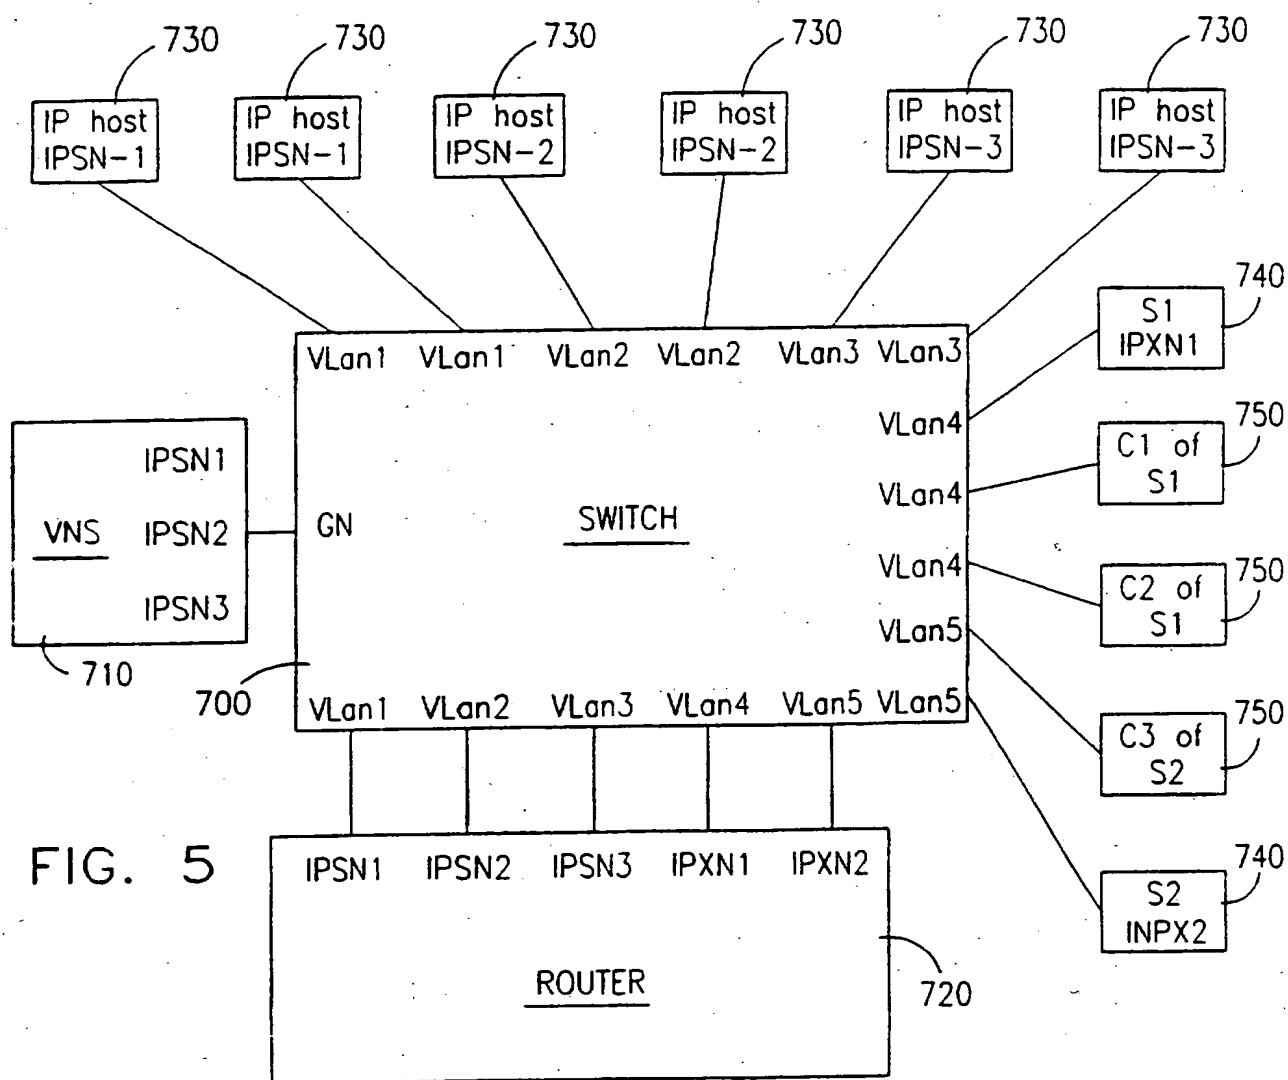 730 730 730 730 730 730
IP host IP host IP host IP host IP host IP host
IPSN-1 IPSN-1 IPSN-2 IPSN-2 IPSN-3 IPSN-3
740
S1
IPXN1
VLan1 VLan1 VLan2 VLan2 VLan3 VLan3
VLan4
750
C1 of
S1
VLan4
IPSN1
VNS IPSN2
IPSN3
710
GN
SWITCH
700
VLan4
750
C2 of
S1
VLan5
VLan1 VLan2 VLan3 VLan4 VLan5 VLan5
750
C3 of
S2
FIG. 5
IPSN1 IPSN2 IPSN3 IPXN1 IPXN2
740
S2
INPX2
ROUTER
720